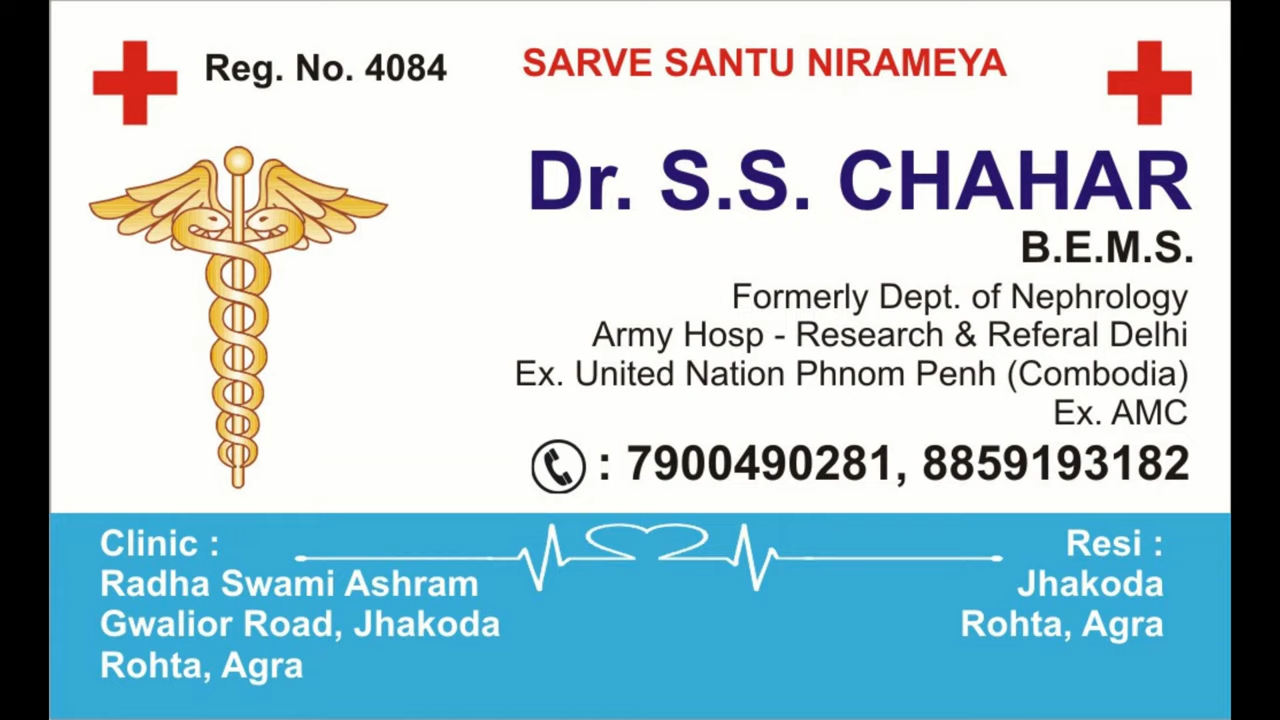 Reg. No. 4084
SARVE SANTU NIRAMEYA
Dr. S.S. CHAHAR
B.E.M.S.
Formerly Dept. of Nephrology
Army Hosp - Research & Referal Delhi
Ex. United Nation Phnom Penh (Combodia)
Ex. AMC
: 7900490281, 8859193182
Clinic :
Radha Swami Ashram
Gwalior Road, Jhakoda
Rohta, Agra
Resi :
Jhakoda
Rohta, Agra